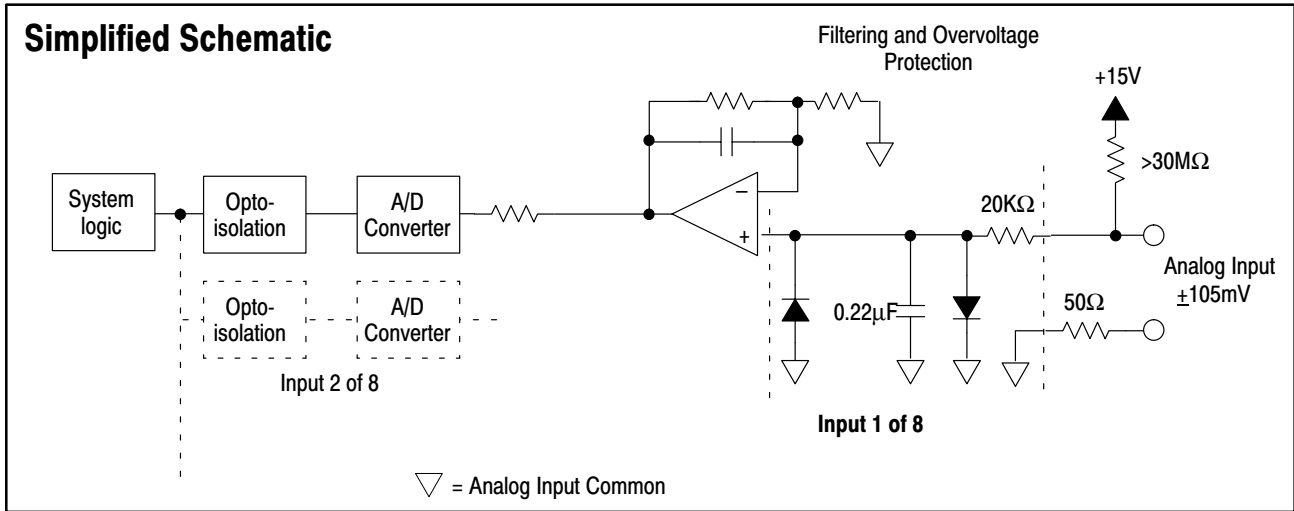 Simplified Schematic
Filtering and Overvoltage
Protection
+15V
>30MΩ
System
logic
Opto-
isolation
A/D
Converter
–
+
20KΩ
Analog Input
±105mV
50Ω
0.22µF
Opto-
isolation
A/D
Converter
Input 2 of 8
Input 1 of 8
= Analog Input Common